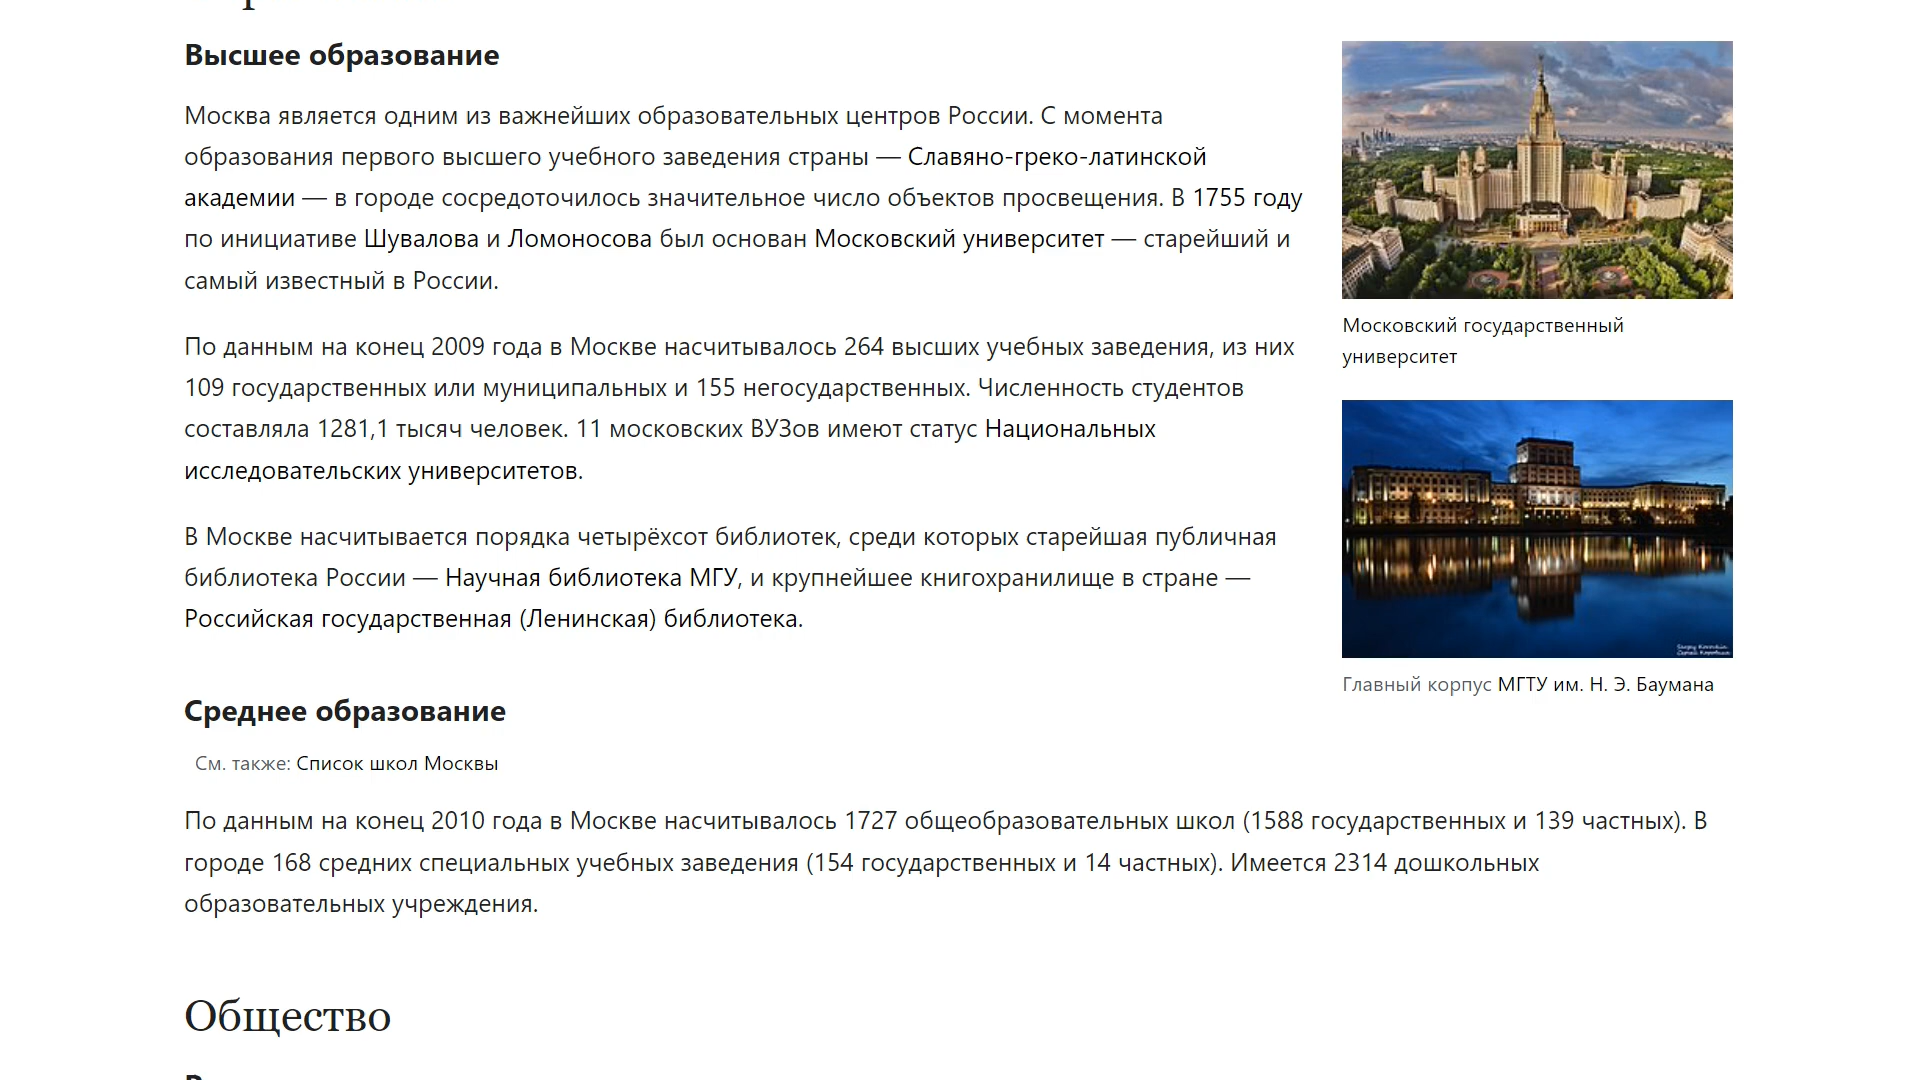 Высшее образование
Москва является одним из важнейших образовательных центров России. С момента
образования первого высшего учебного заведения страны — Славяно-греко-латинской
академии — в городе сосредоточилось значительное число объектов просвещения. В 1755 году
по инициативе Шувалова и Ломоносова был основан Московский университет — старейший и
самый известный в России.
По данным на конец 2009 года в Москве насчитывалось 264 высших учебных заведения, из них
109 государственных или муниципальных и 155 негосударственных. Численность студентов
составляла 1281,1 тысяч человек. 11 московских ВУЗов имеют статус Национальных
исследовательских университетов.
В Москве насчитывается порядка четырёхсот библиотек, среди которых старейшая публичная
библиотека России — Научная библиотека МГУ, и крупнейшее книгохранилище в стране —
Российская государственная (Ленинская) библиотека.
Московский государственный
университет
Главный корпус МГТУ им. Н. Э. Баумана
Среднее образование
См. также: Список школ Москвы
По данным на конец 2010 года в Москве насчитывалось 1727 общеобразовательных школ (1588 государственных и 139 частных). В
городе 168 средних специальных учебных заведения (154 государственных и 14 частных). Имеется 2314 дошкольных
образовательных учреждения.
Общество